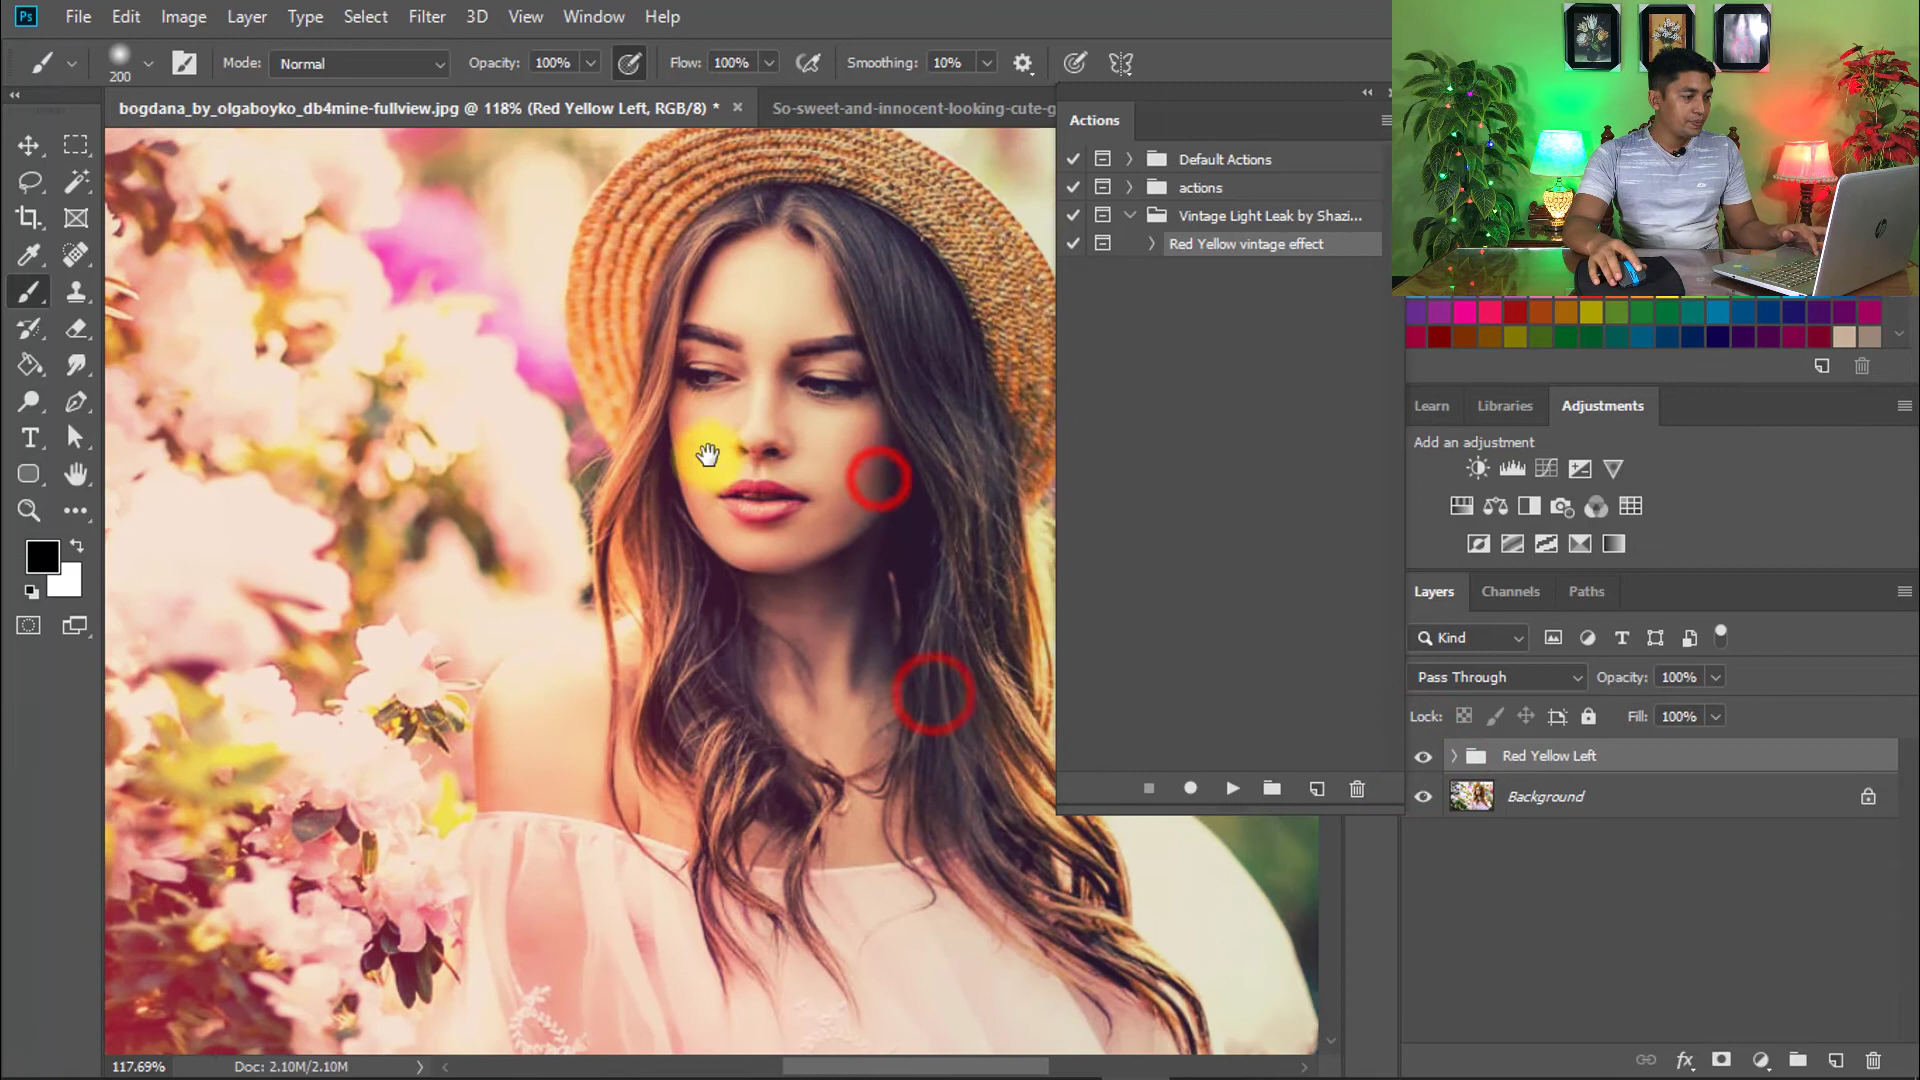 Ps File Edit Image Layer Type Select Filter 3D View Window Help
200 Mode: Normal Opacity: 100% Flow: 100% Smoothing: 10%
bogdana_by_olgaboyko_db4mine-fullview.jpg @ 118% (Red Yellow Left, RGB/8) * × So-sweet-and-innocent-looking-cute-g
Actions
Default Actions
actions
Vintage Light Leak by Shazi...
Red Yellow vintage effect
Learn Libraries Adjustments
Add an adjustment
Layers Channels Paths
Kind
Pass Through Opacity: 100%
Lock: Fill: 100%
Red Yellow Left
Background
fx
117.69% Doc: 2.10M/2.10M